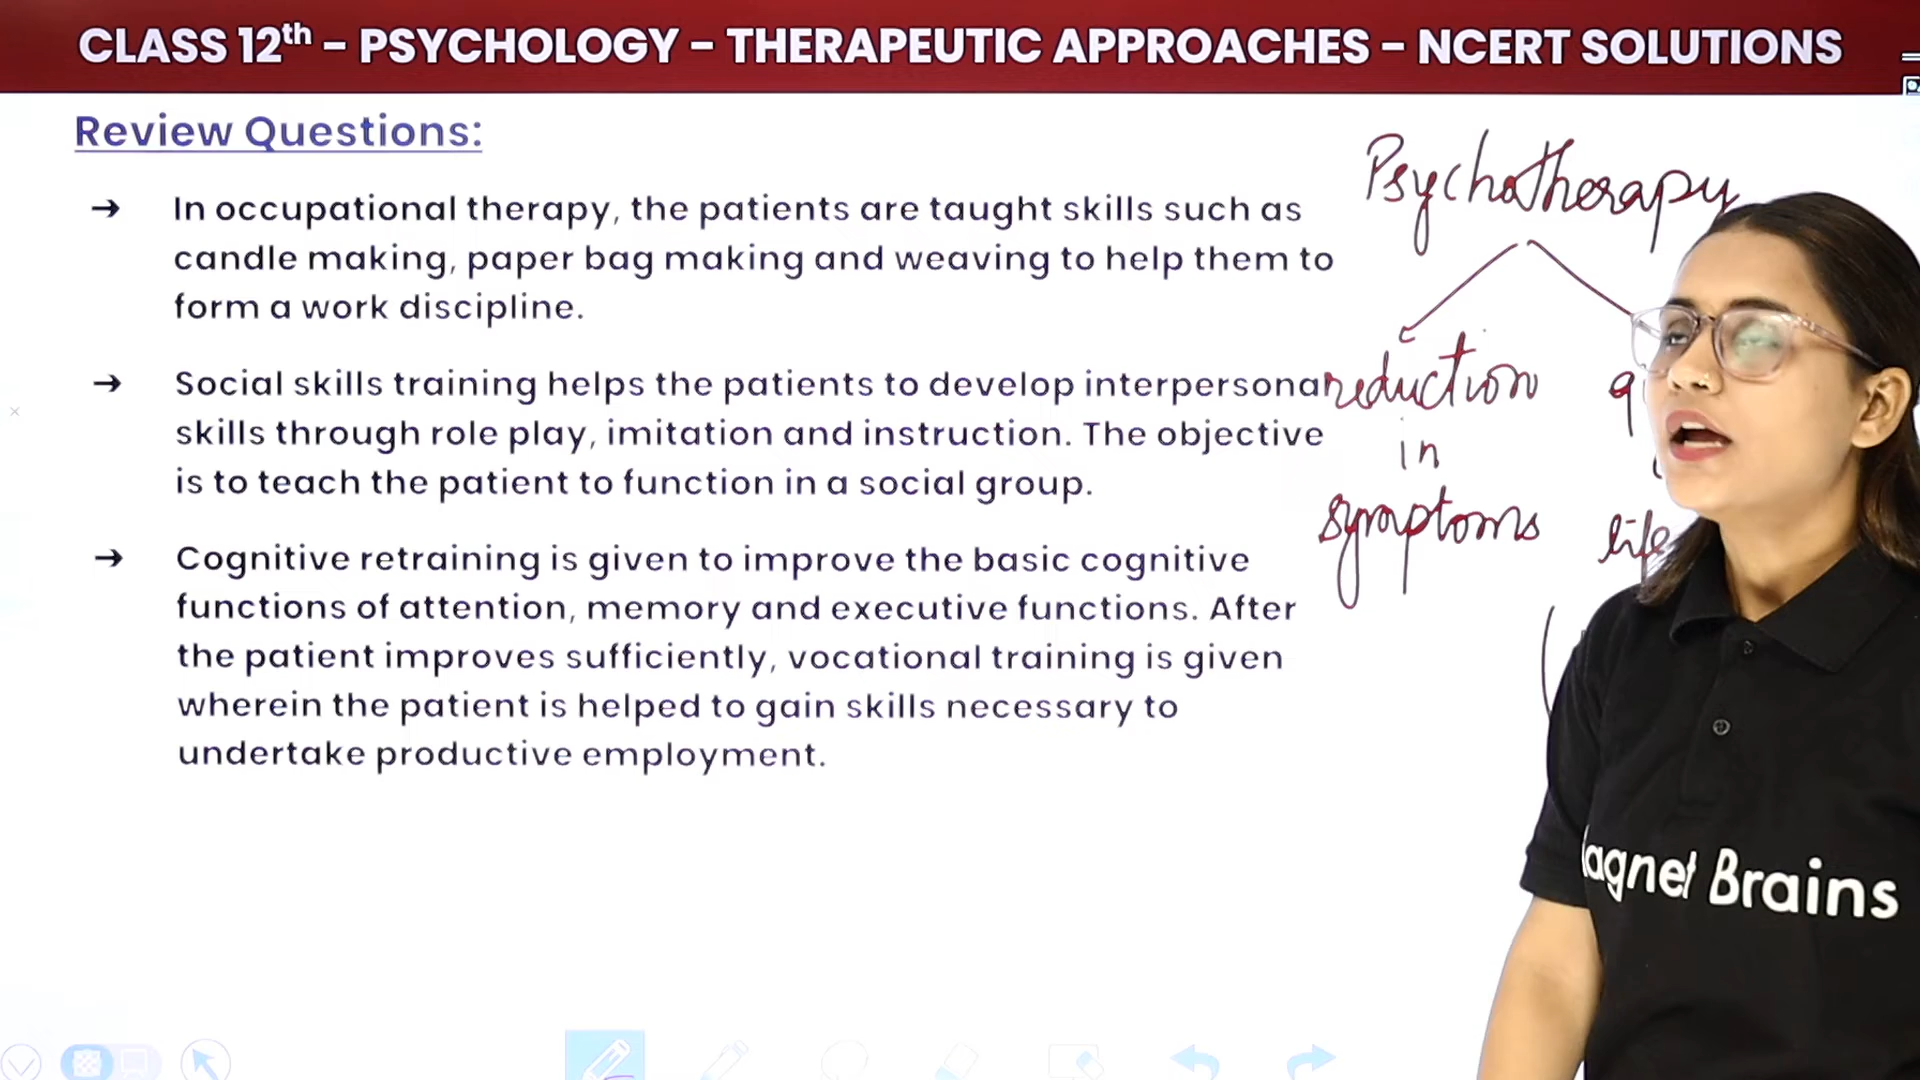 CLASS 12th – PSYCHOLOGY – THERAPEUTIC APPROACHES – NCERT SOLUTIONS
Review Questions:
→ In occupational therapy, the patients are taught skills such as
candle making, paper bag making and weaving to help them to
form a work discipline.
→ Social skills training helps the patients to develop interpersona
skills through role play, imitation and instruction. The objective
is to teach the patient to function in a social group.
→ Cognitive retraining is given to improve the basic cognitive
functions of attention, memory and executive functions. After
the patient improves sufficiently, vocational training is given
wherein the patient is helped to gain skills necessary to
undertake productive employment.
Psychotherapy
reduction
in
symptoms
life
agnet Brains